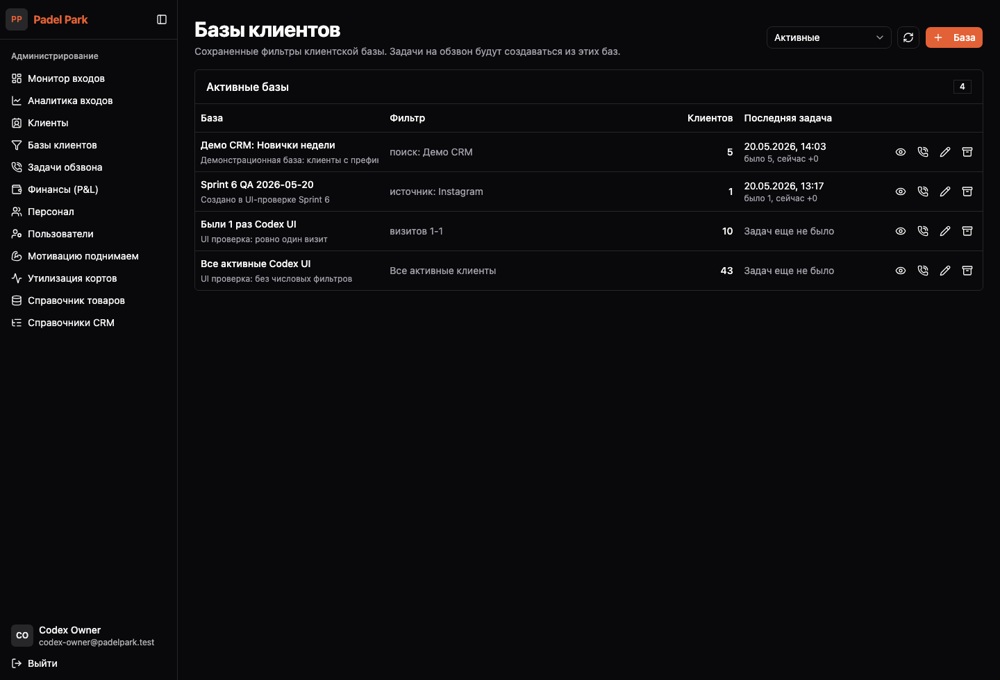 PP Padel Park
Администрирование
Монитор входов
Аналитика входов
Клиенты
Базы клиентов
Задачи обзвона
Финансы (P&L)
Персонал
Пользователи
Мотивацию поднимаем
Утилизация кортов
Справочник товаров
Справочники CRM
CO
Codex Owner
codex-owner@padelpark.test
Выйти
Базы клиентов
Сохраненные фильтры клиентской базы. Задачи на обзвон будут создаваться из этих баз.
Активные
База
Активные базы
4
База Фильтр Клиентов Последняя задача
Демо CRM: Новички недели
Демонстрационная база: клиенты с
поиск: Демо CRM
5
20.05.2026, 14:03
было 5, сейчас +0
Sprint 6 QA 2026-05-20
Создано в UI-проверке Sprint 6
источник: Instagram
1
20.05.2026, 13:17
было 1, сейчас +0
Были 1 раз Codex UI
UI проверка: ровно один визит
визитов 1-1
10
Задач еще не было
Все активные Codex UI
UI проверка: без числовых фильтров
Все активные клиенты
43
Задач еще не было